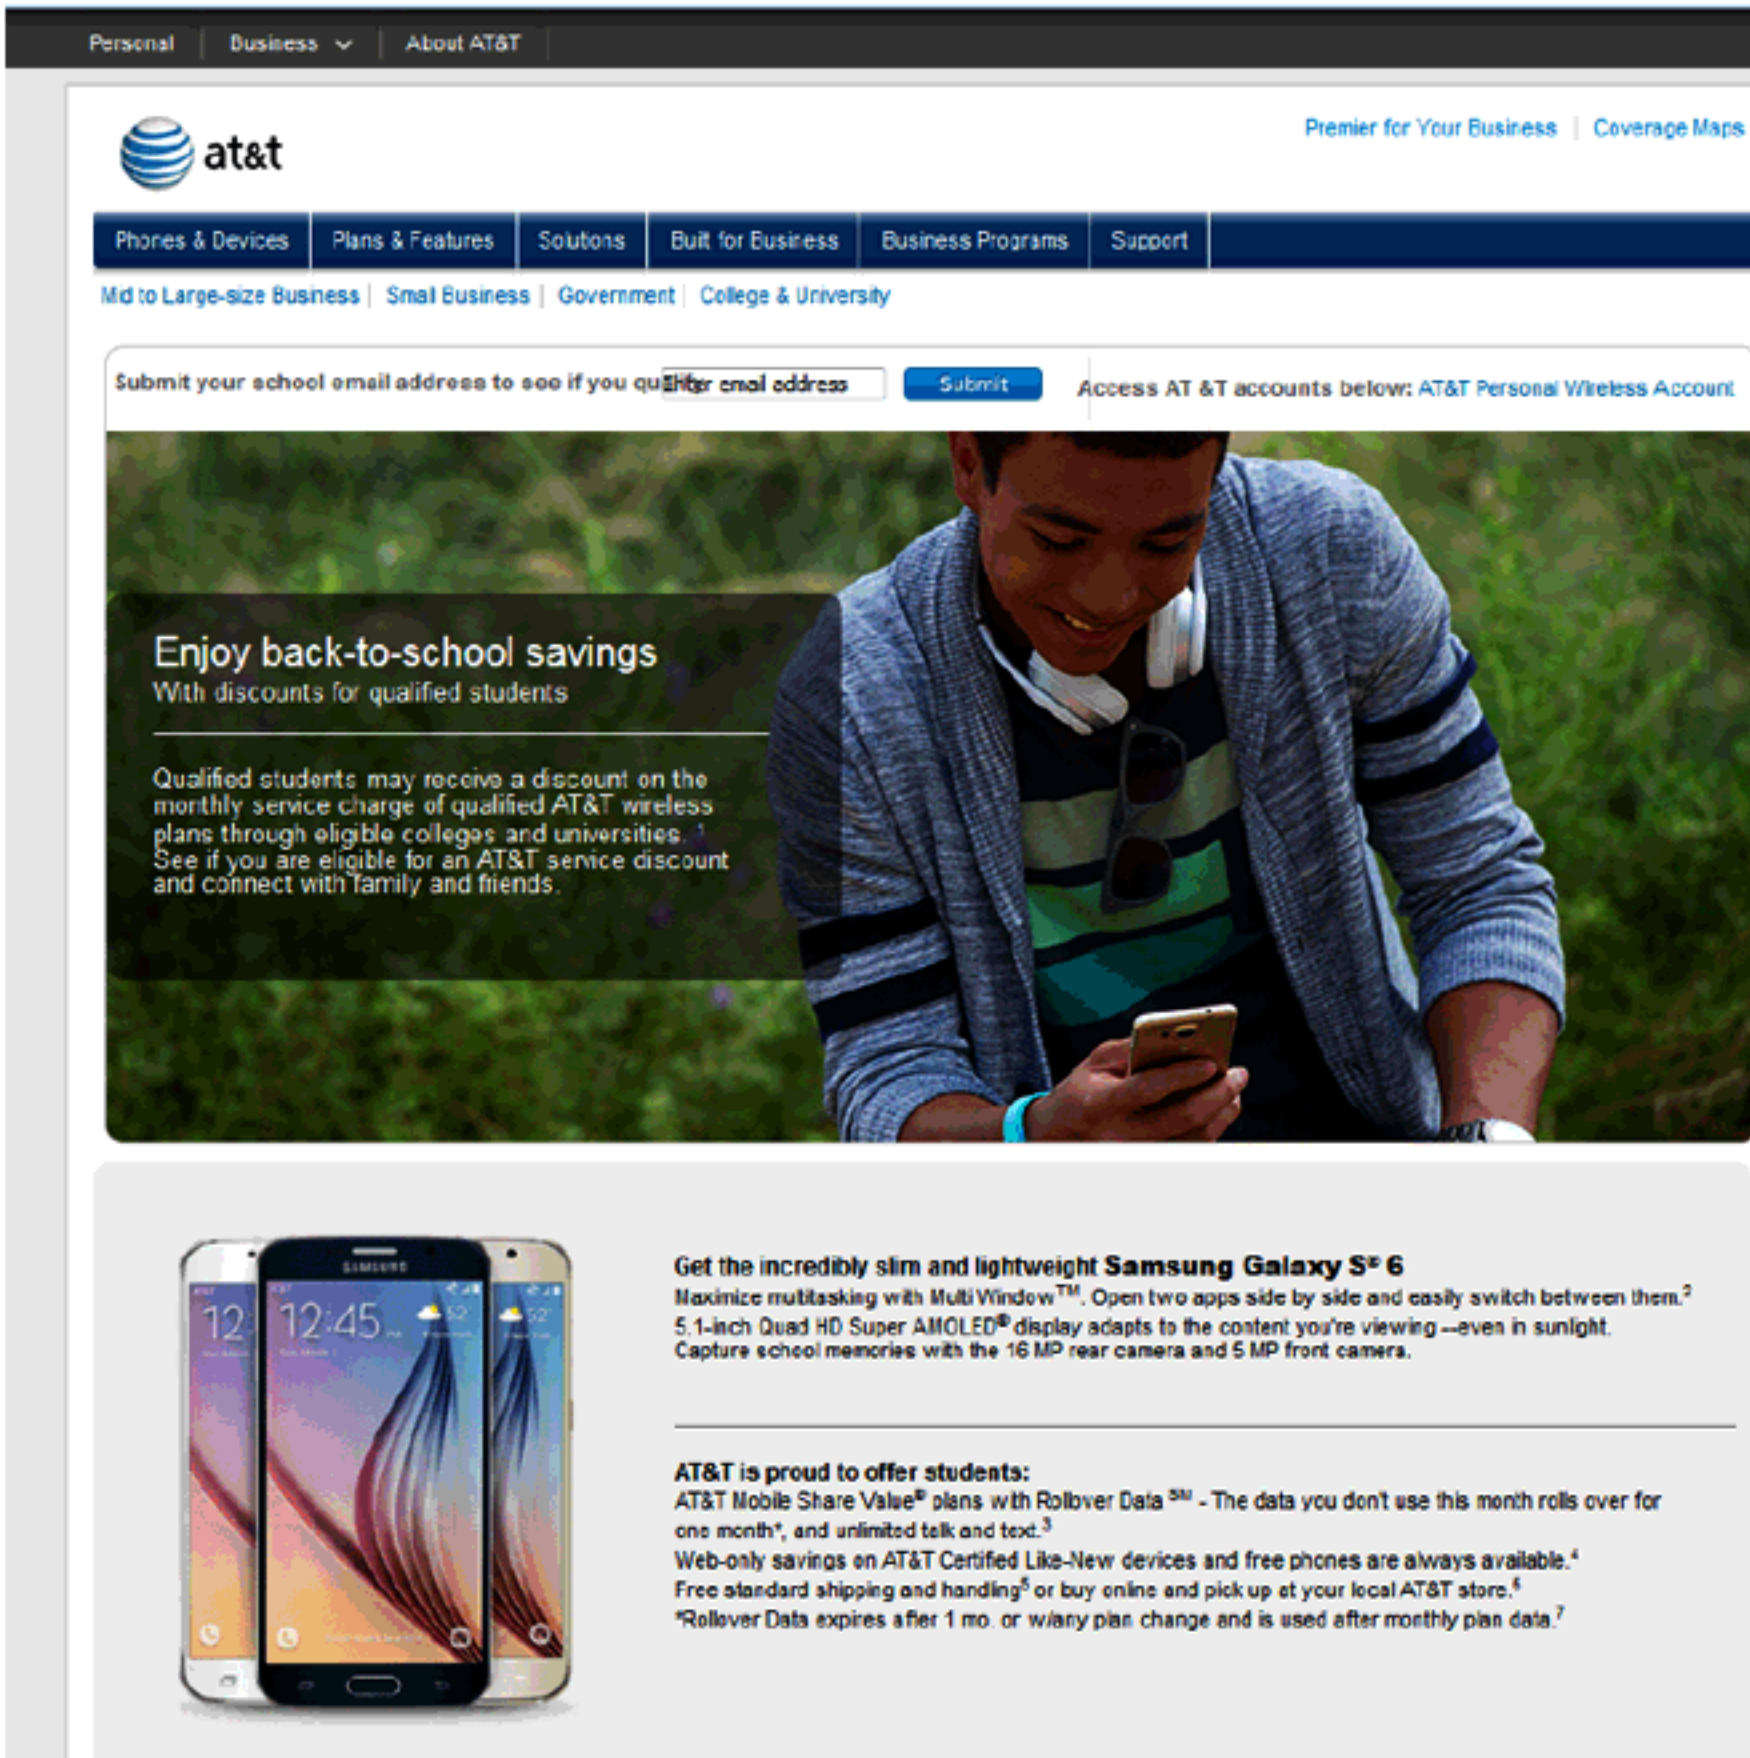 Personal
Business
About AT&T
at&t
Premier for Your Business | Coverage Maps
Phones & Devices
Plans & Features
Solutions
Built for Business
Business Programs
Support
Mid to Large-size Business | Small Business | Government | College & University
Submit your school email address to see if you
Enter email address
Submit
Access AT &T accounts below: AT&T Personal Wireless Account
Enjoy back-to-school savings
With discounts for qualified students
Qualified students may receive a discount on the
monthly service charge of qualified AT&T wireless
plans through eligible colleges and universities. ¹
See if you are eligible for an AT&T service discount
and connect with family and friends.
SAMSUNG
12:
12:45
52°
52°
Get the incredibly slim and lightweight Samsung Galaxy S® 6
Maximize multitasking with Multi Window™. Open two apps side by side and easily switch between them.²
5.1-inch Quad HD Super AMOLED® display adapts to the content you're viewing --even in sunlight.
Capture school memories with the 16 MP rear camera and 5 MP front camera.
AT&T is proud to offer students:
AT&T Mobile Share Value® plans with Rollover Data ℠ - The data you don't use this month rolls over for
one month*, and unlimited talk and text.³
Web-only savings on AT&T Certified Like-New devices and free phones are always available.⁴
Free standard shipping and handling⁵ or buy online and pick up at your local AT&T store.⁶
*Rollover Data expires after 1 mo. or w/any plan change and is used after monthly plan data.⁷